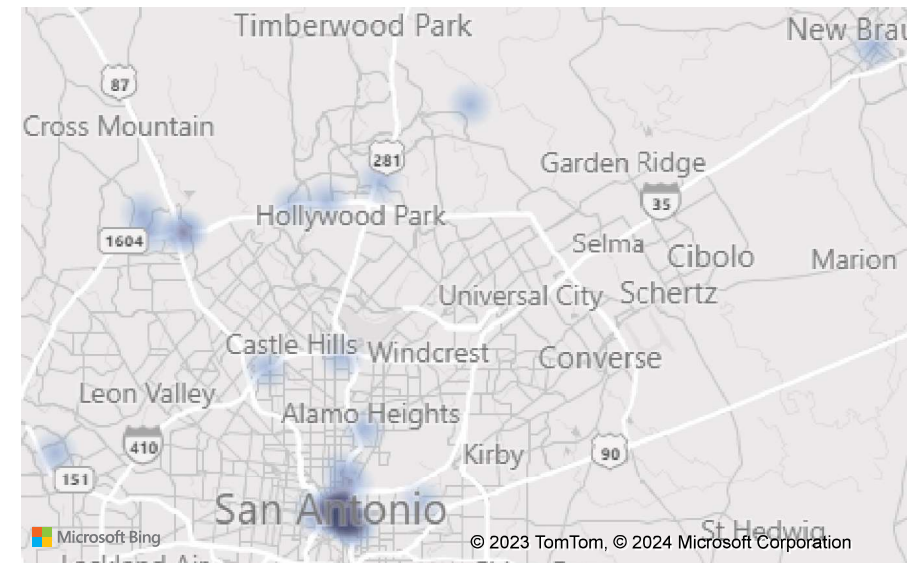 Timberwood Park
New Brau
87
Cross Mountain
281
Garden Ridge
35
Hollywood Park
1604
Selma
Cibolo
Marion
Universal City
Schertz
Castle Hills
Windcrest
Converse
Leon Valley
Alamo Heights
410
90
Kirby
151
San Antonio
St Hedwig
Microsoft Bing
© 2023 TomTom, © 2024 Microsoft Corporation